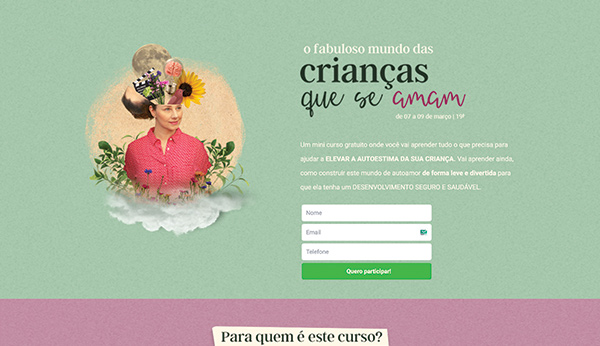 o fabuloso mundo das
crianças
que se amam
de 02 a 09 de março | 19h
Um mini curso gratuito onde você vai aprender tudo o que precisa para
ajudar a ELEVAR A AUTOESTIMA DA SUA CRIANÇA. Vai aprender ainda,
como construir este mundo de autoamor de forma leve e divertida para
que ela tenha um DESENVOLVIMENTO SEGURO E SAUDÁVEL.
Nome
Email
Telefone
Quero participar!
Para quem é este curso?